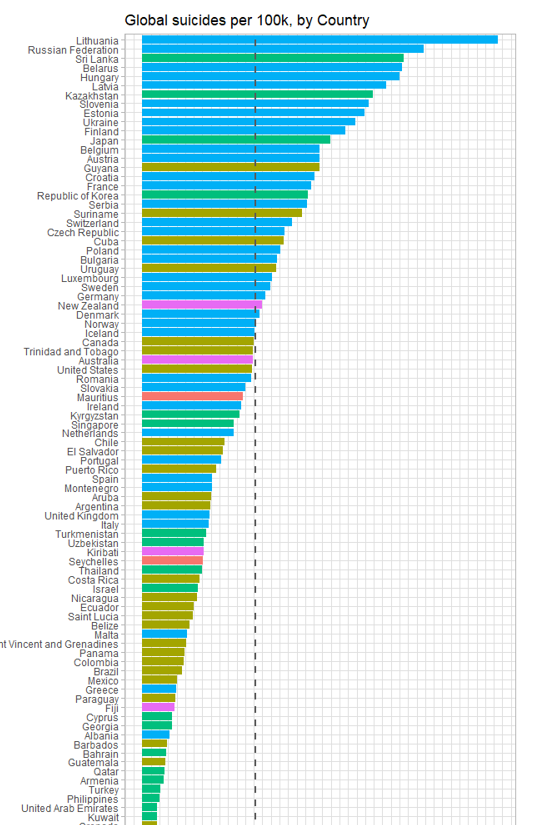 Global suicides per 100k, by Country
Lithuania
Russian Federation
Sri Lanka
Belarus
Hungary
Latvia
Kazakhstan
Slovenia
Estonia
Ukraine
Finland
Japan
Belgium
Austria
Guyana
Croatia
France
Republic of Korea
Serbia
Suriname
Switzerland
Czech Republic
Cuba
Poland
Bulgaria
Uruguay
Luxembourg
Sweden
Germany
New Zealand
Denmark
Norway
Iceland
Canada
Trinidad and Tobago
Australia
United States
Romania
Slovakia
Mauritius
Ireland
Kyrgyzstan
Singapore
Netherlands
Chile
El Salvador
Portugal
Puerto Rico
Spain
Montenegro
Aruba
Argentina
United Kingdom
Italy
Turkmenistan
Uzbekistan
Kiribati
Seychelles
Thailand
Costa Rica
Israel
Nicaragua
Ecuador
Saint Lucia
Belize
Malta
nt Vincent and Grenadines
Panama
Colombia
Brazil
Mexico
Greece
Paraguay
Fiji
Cyprus
Georgia
Albania
Barbados
Bahrain
Guatemala
Qatar
Armenia
Turkey
Philippines
United Arab Emirates
Kuwait
Grenada